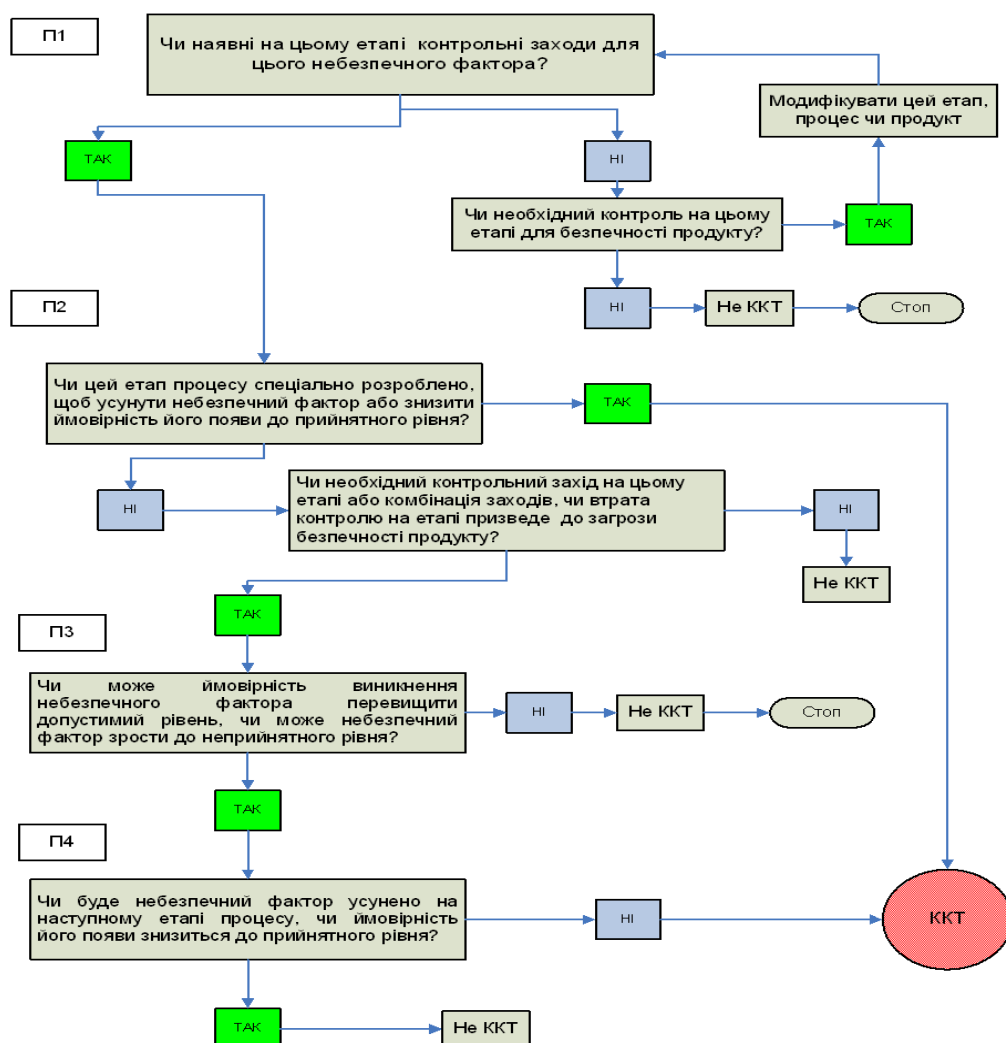 П1
Чи наявні на цьому етапі контрольні заходи для
цього небезпечного фактора?
Модифікувати цей етап,
процес чи продукт
ТАК
НІ
Чи необхідний контроль на цьому
етапі для безпечності продукту?
ТАК
П2
НІ
Не ККТ
Стоп
Чи цей етап процесу спеціально розроблено,
щоб усунути небезпечний фактор або знизити
ймовірність його появи до прийнятного рівня?
ТАК
НІ
Чи необхідний контрольний захід на цьому
етапі або комбінація заходів, чи втрата
контролю на етапі призведе до загрози
безпечності продукту?
НІ
Не ККТ
ТАК
П3
Чи може ймовірність виникнення
небезпечного фактора перевищити
допустимий рівень, чи може небезпечний
фактор зрости до неприйнятного рівня?
НІ
Не ККТ
Стоп
ТАК
П4
Чи буде небезпечний фактор усунено на
наступному етапі процесу, чи ймовірність
його появи знизиться до прийнятного рівня?
НІ
ККТ
ТАК
Не ККТ